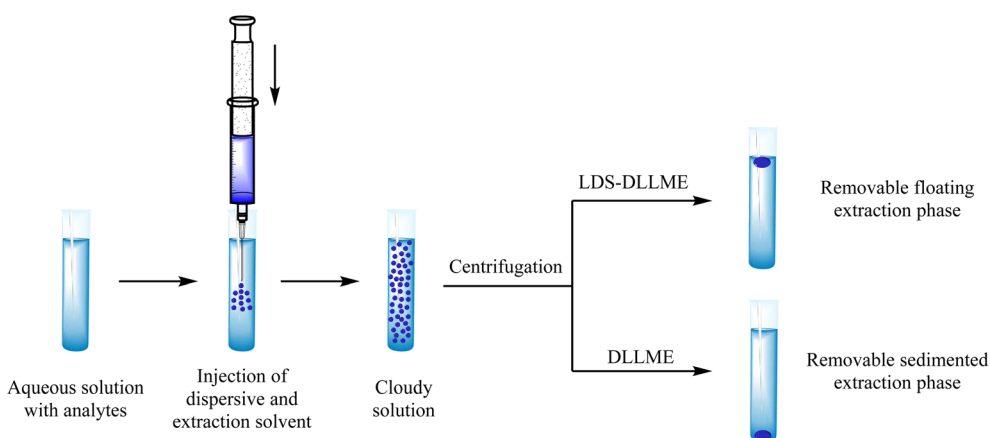 Aqueous solution
with analytes
Injection of
dispersive and
extraction solvent
Cloudy
solution
Centrifugation
LDS-DLLME
Removable floating
extraction phase
DLLME
Removable sedimented
extraction phase